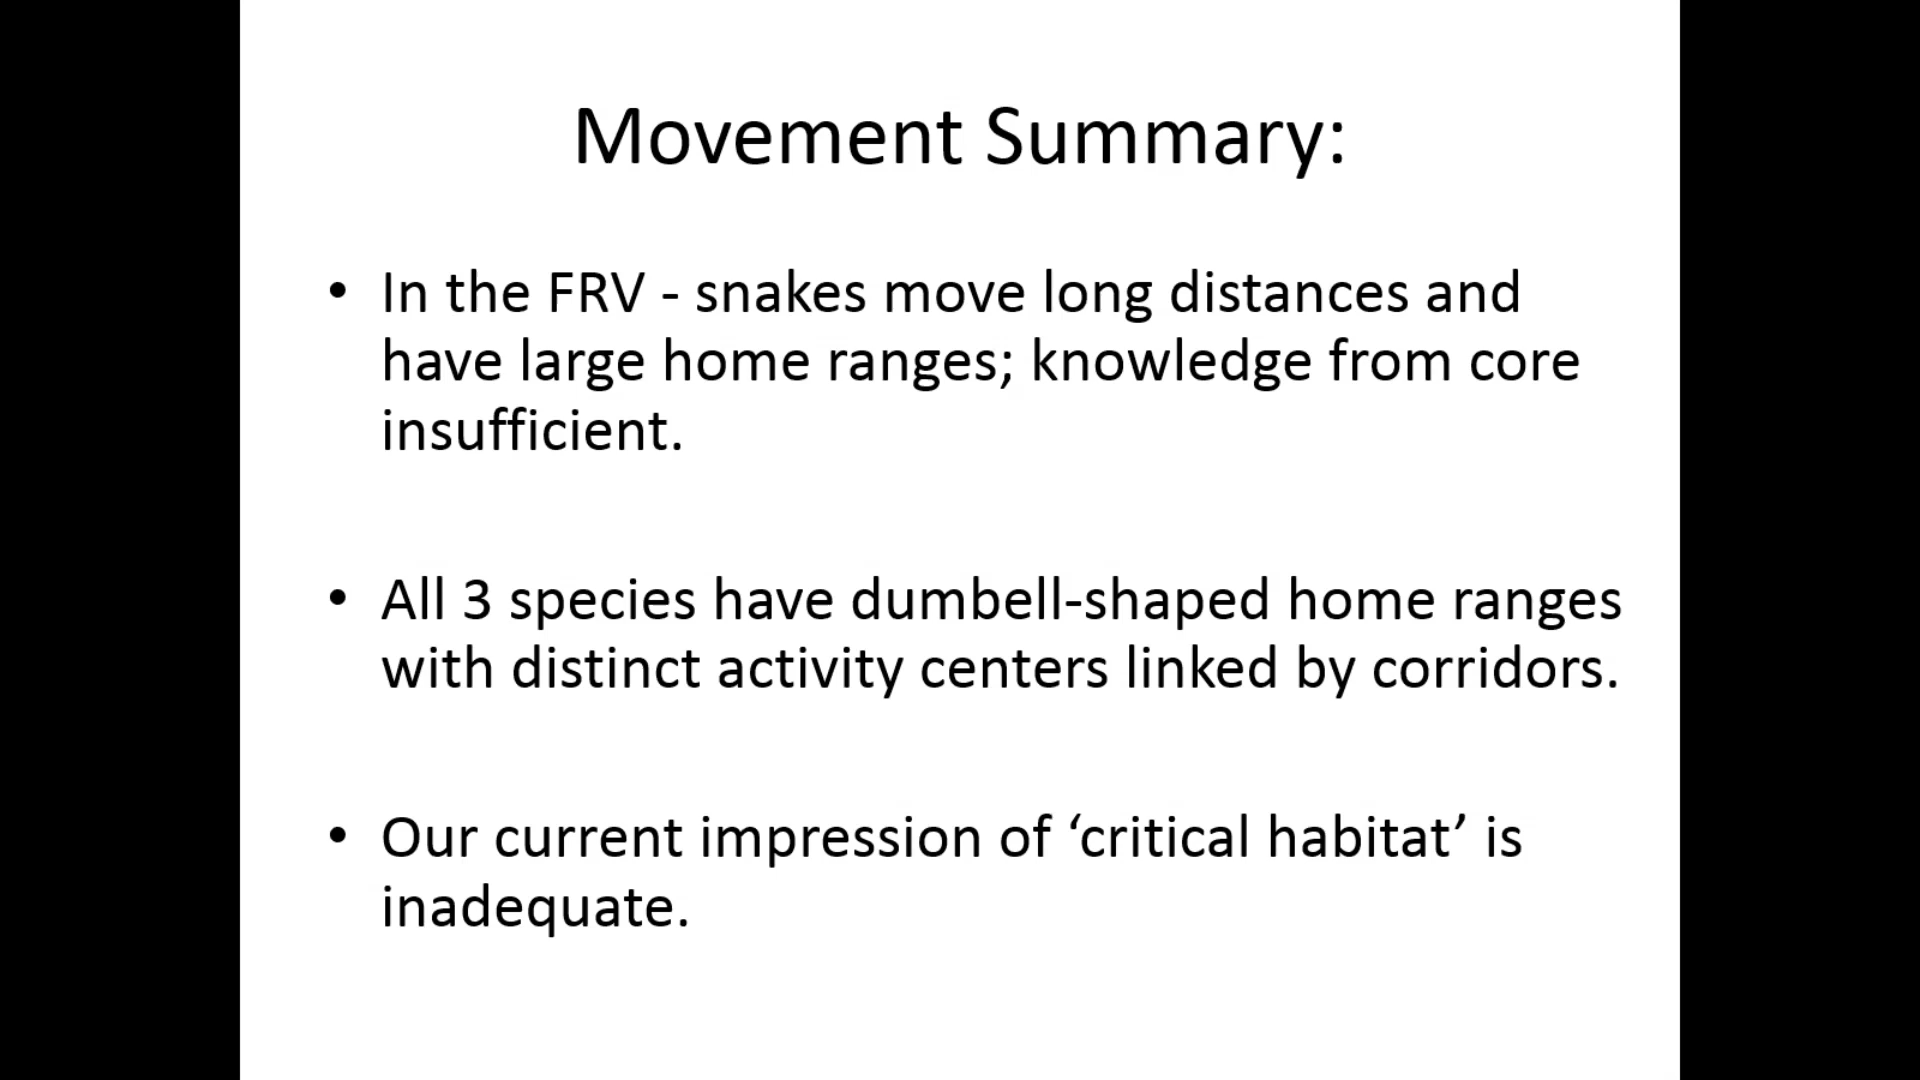 Movement Summary:
• In the FRV - snakes move long distances and
have large home ranges; knowledge from core
insufficient.
• All 3 species have dumbell-shaped home ranges
with distinct activity centers linked by corridors.
• Our current impression of ‘critical habitat’ is
inadequate.